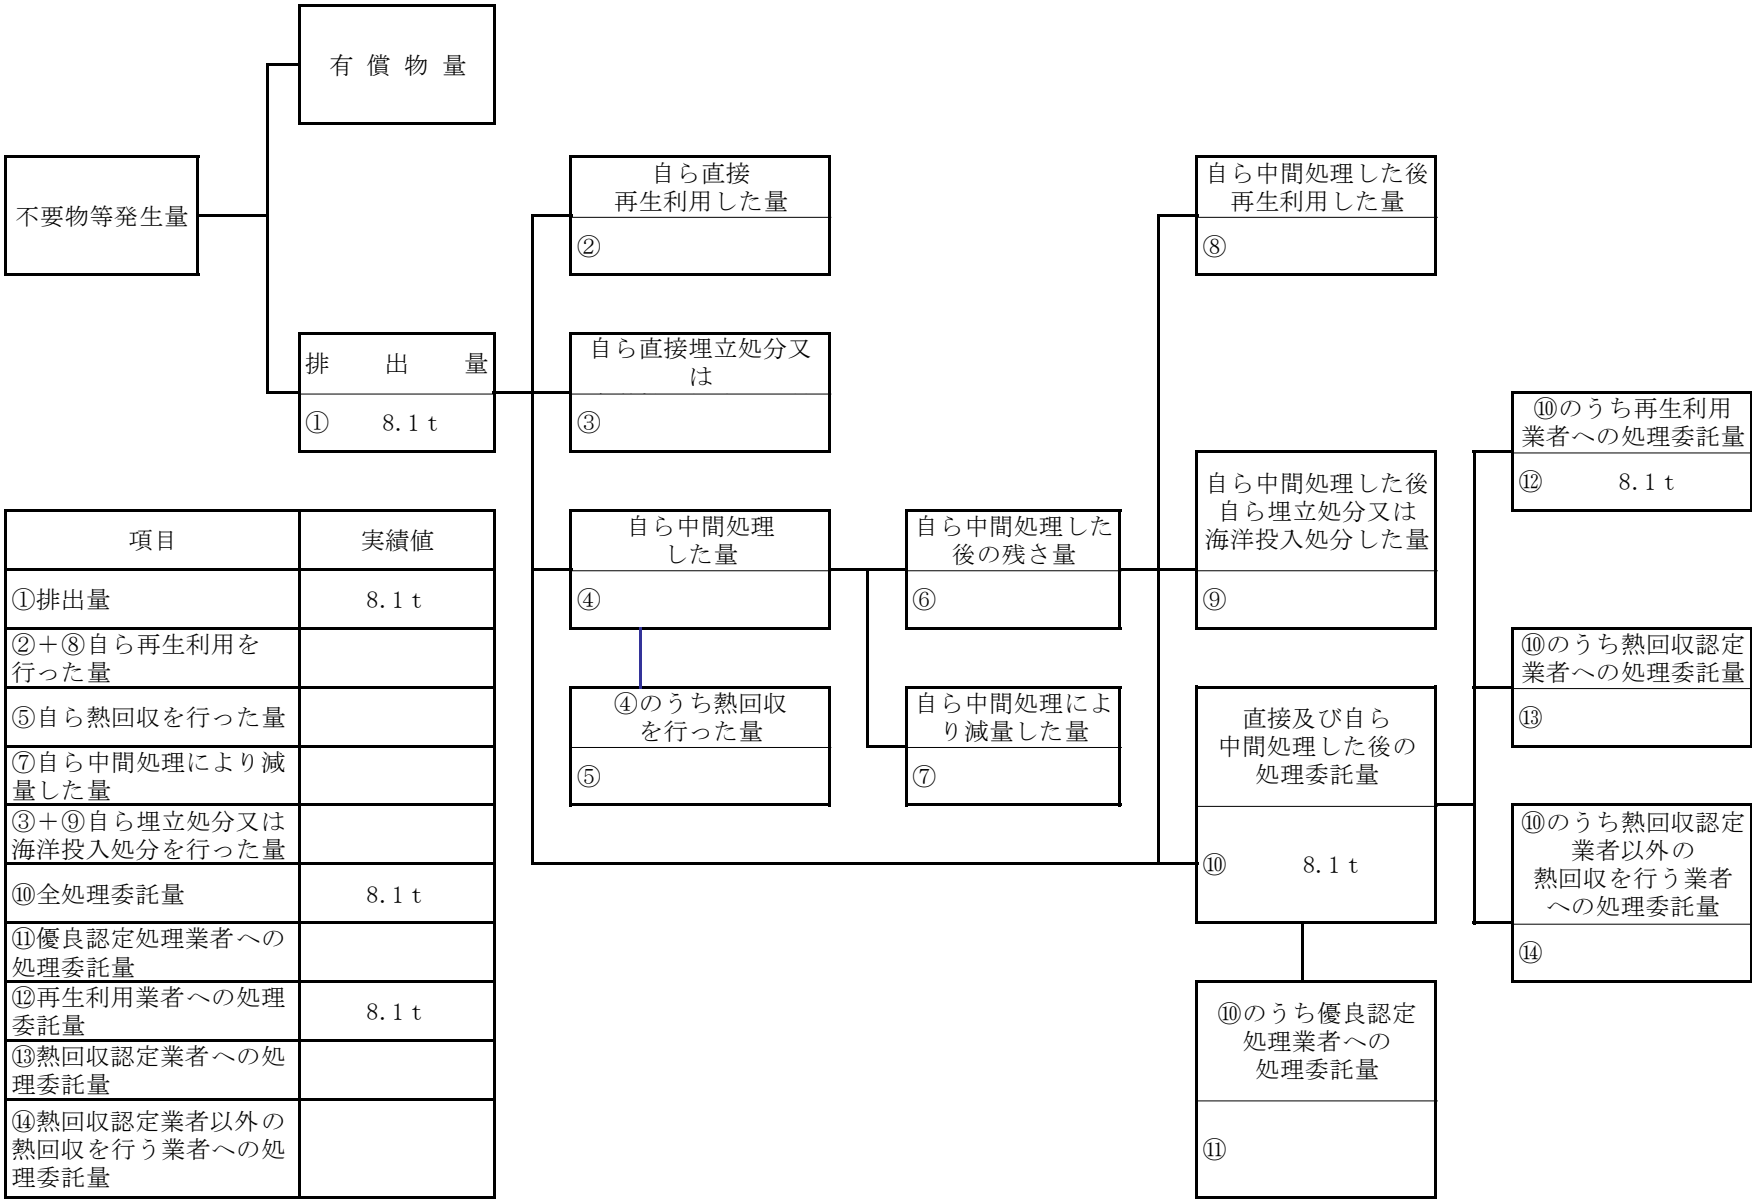 有償物量
不要物等発生量
自ら直接
再生利用した量
②
自ら中間処理した後
再生利用した量
⑧
排出量
① 8.1ｔ
自ら直接埋立処分又
は
③
⑩のうち再生利用
業者への処理委託量
⑫ 8.1ｔ
自ら中間処理した後
自ら埋立処分又は
海洋投入処分した量
⑨
自ら中間処理
した量
④
自ら中間処理した
後の残さ量
⑥
⑩のうち熱回収認定
業者への処理委託量
⑬
④のうち熱回収
を行った量
⑤
自ら中間処理によ
り減量した量
⑦
直接及び自ら
中間処理した後の
処理委託量
⑩ 8.1ｔ
⑩のうち熱回収認定
業者以外の
熱回収を行う業者
への処理委託量
⑭
⑩のうち優良認定
処理業者への
処理委託量
⑪
項目 実績値
①排出量 8.1ｔ
②＋⑧自ら再生利用を
行った量
⑤自ら熱回収を行った量
⑦自ら中間処理により減
量した量
③＋⑨自ら埋立処分又は
海洋投入処分を行った量
⑩全処理委託量 8.1ｔ
⑪優良認定処理業者への
処理委託量
⑫再生利用業者への処理
委託量 8.1ｔ
⑬熱回収認定業者への処
理委託量
⑭熱回収認定業者以外の
熱回収を行う業者への処
理委託量